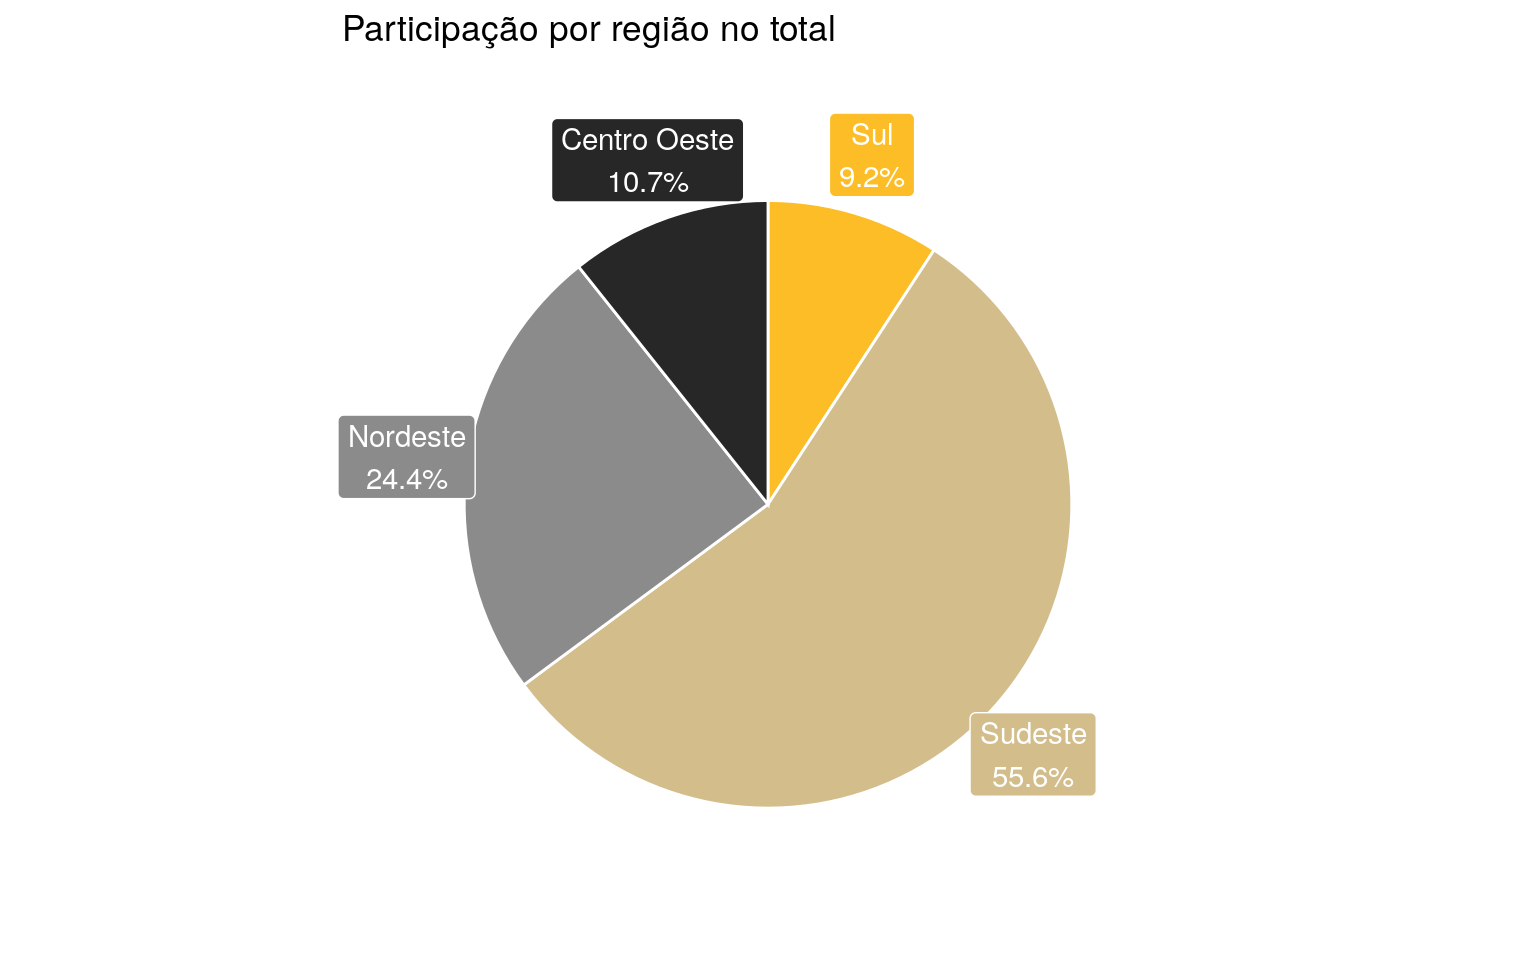 Participação por região no total
Centro Oeste
10.7%
Sul
9.2%
Nordeste
24.4%
Sudeste
55.6%